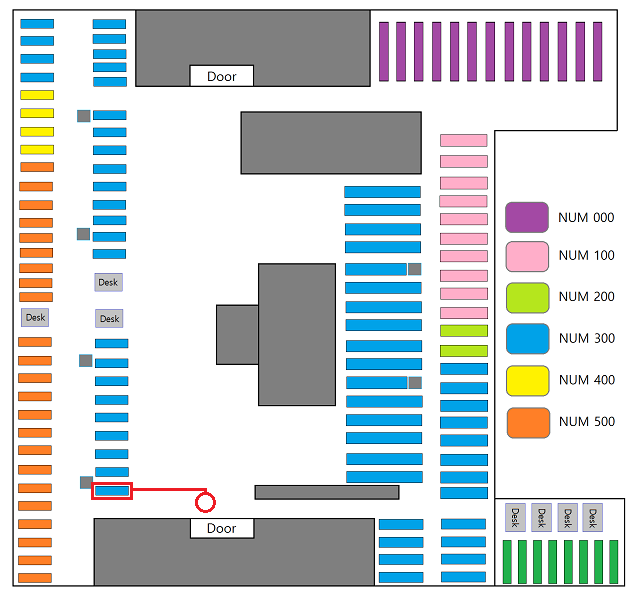 Door
NUM 000
NUM 100
NUM 200
Desk
Desk
Desk
NUM 300
NUM 400
NUM 500
Desk
Desk
Desk
Desk
Door